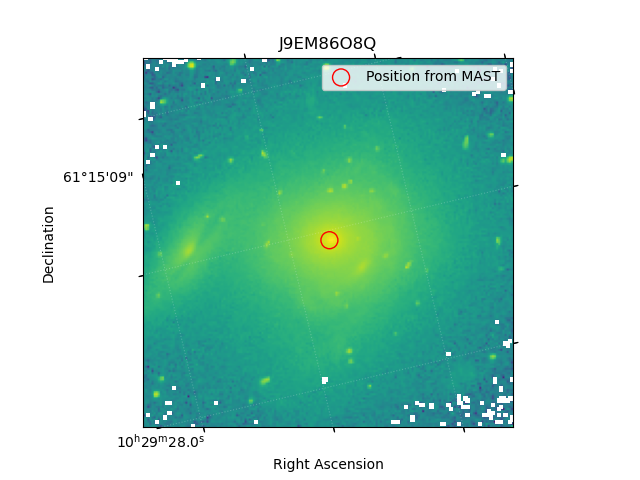 J9EM86O8Q
Position from MAST
61°15'09"
Declination
10ʰ29ᵐ28.0ˢ
Right Ascension